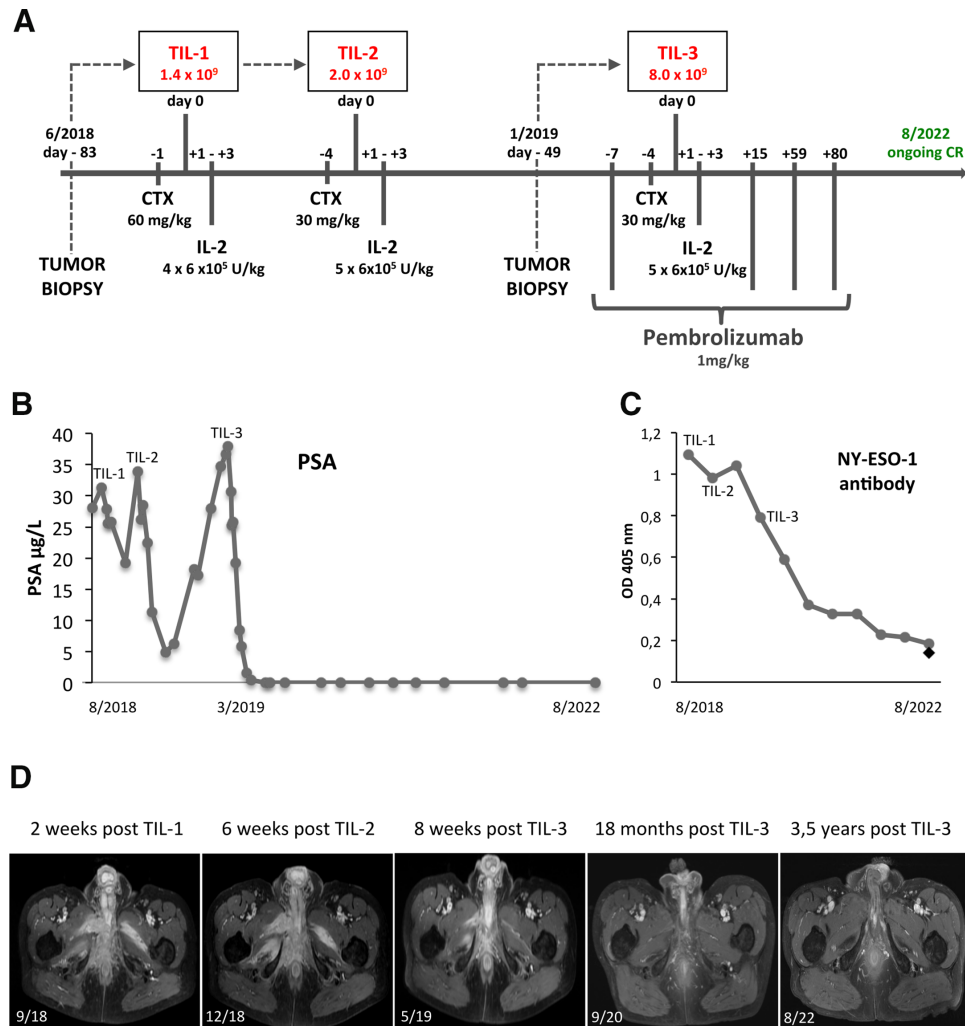 A
TIL-1
1.4 x 10⁹
TIL-2
2.0 x 10⁹
TIL-3
8.0 x 10⁹
day 0
day 0
day 0
6/2018
day - 83
-1
+1 - +3
-4
+1 - +3
1/2019
day - 49
-7
-4
+1 - +3
+15
+59
+80
8/2022
ongoing CR
CTX
60 mg/kg
CTX
30 mg/kg
CTX
30 mg/kg
TUMOR
BIOPSY
IL-2
4 x 6 x10⁵ U/kg
IL-2
5 x 6x10⁵ U/kg
TUMOR
BIOPSY
IL-2
5 x 6x10⁵ U/kg
Pembrolizumab
1mg/kg
B
PSA
PSA µg/L
40
35
30
25
20
15
10
5
0
TIL-1
TIL-2
TIL-3
8/2018
3/2019
8/2022
C
NY-ESO-1
antibody
OD 405 nm
1,2
1
0,8
0,6
0,4
0,2
0
TIL-1
TIL-2
TIL-3
8/2018
8/2022
D
2 weeks post TIL-1
6 weeks post TIL-2
8 weeks post TIL-3
18 months post TIL-3
3,5 years post TIL-3
9/18
12/18
5/19
9/20
8/22